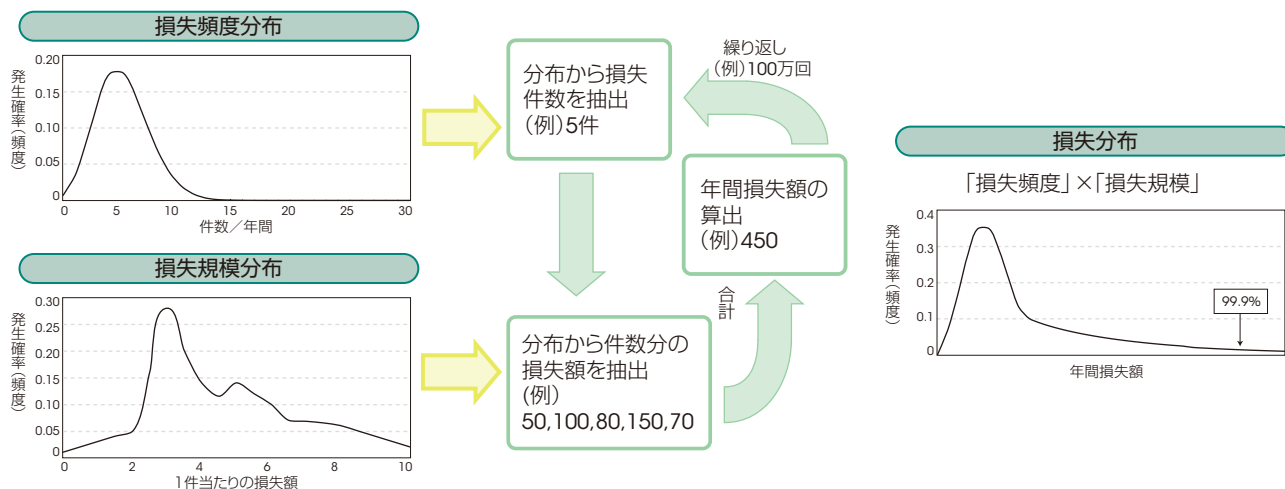 損失頻度分布
発生確率（頻度）
0.20
0.15
0.10
0.05
0
0 5 10 15 20 25 30
件数／年間
損失規模分布
発生確率（頻度）
0.30
0.25
0.20
0.15
0.10
0.05
0
0 2 4 6 8 10
1件当たりの損失額
分布から損失
件数を抽出
（例）5件
繰り返し
（例）100万回
年間損失額の
算出
（例）450
合計
分布から件数分の
損失額を抽出
(例)
50,100,80,150,70
損失分布
「損失頻度」×「損失規模」
発生確率（頻度）
0.4
0.3
0.2
0.1
0
99.9%
年間損失額